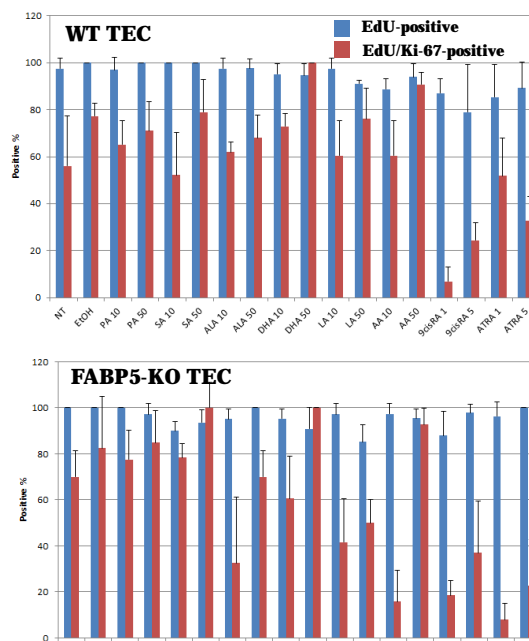 WT TEC
EdU-positive
EdU/Ki-67-positive
120
100
80
60
40
20
0
Positive %
NT
EtOH
PA 10
PA 50
SA 10
SA 50
ALA 10
ALA 50
DHA 10
DHA 50
LA 10
LA 50
AA 10
AA 50
9cisRA 1
9cisRA 5
ATRA 1
ATRA 5
FABP5-KO TEC
120
100
80
60
40
20
0
Positive %